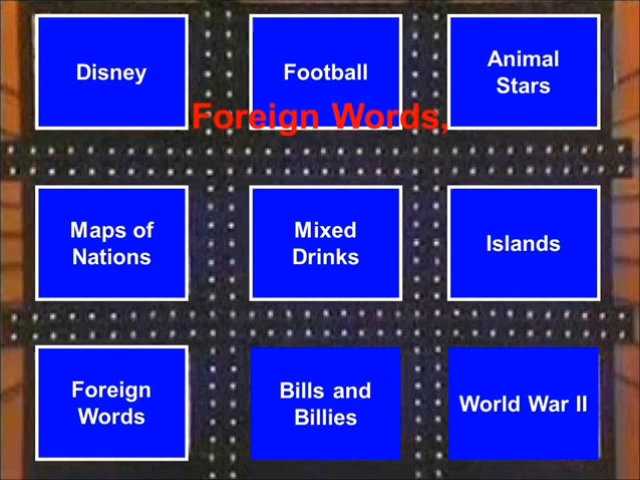 Disney
Football
Animal
Stars
Foreign Words,
Maps of
Nations
Mixed
Drinks
Islands
Foreign
Words
Bills and
Billies
World War II